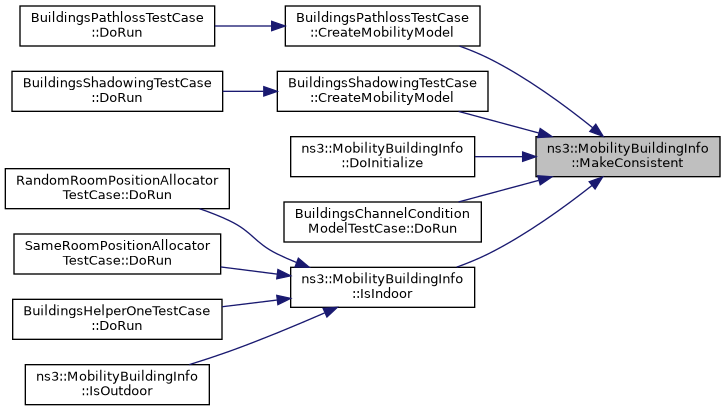 BuildingsPathlossTestCase
::DoRun
BuildingsPathlossTestCase
::CreateMobilityModel
BuildingsShadowingTestCase
::DoRun
BuildingsShadowingTestCase
::CreateMobilityModel
ns3::MobilityBuildingInfo
::DoInitialize
ns3::MobilityBuildingInfo
::MakeConsistent
RandomRoomPositionAllocator
TestCase::DoRun
BuildingsChannelCondition
ModelTestCase::DoRun
SameRoomPositionAllocator
TestCase::DoRun
ns3::MobilityBuildingInfo
::IsIndoor
BuildingsHelperOneTestCase
::DoRun
ns3::MobilityBuildingInfo
::IsOutdoor